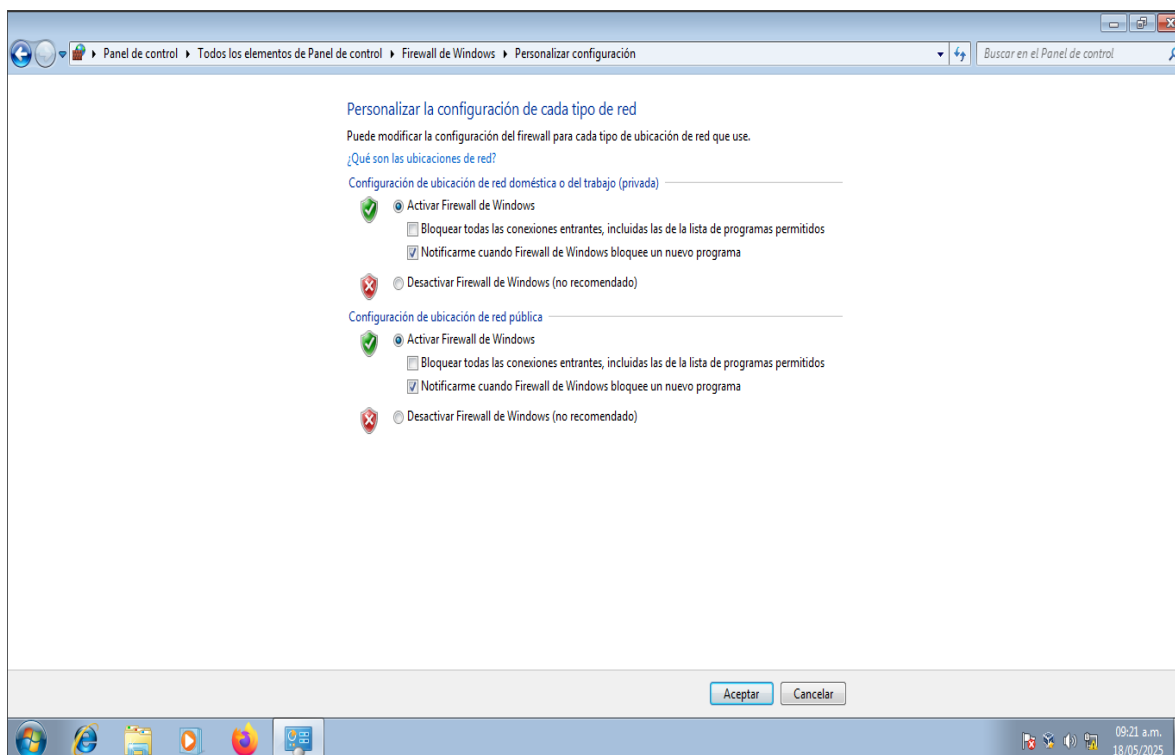 Panel de control ▸ Todos los elementos de Panel de control ▸ Firewall de Windows ▸ Personalizar configuración
Buscar en el Panel de control
Personalizar la configuración de cada tipo de red
Puede modificar la configuración del firewall para cada tipo de ubicación de red que use.
¿Qué son las ubicaciones de red?
Configuración de ubicación de red doméstica o del trabajo (privada)
Activar Firewall de Windows
Bloquear todas las conexiones entrantes, incluidas las de la lista de programas permitidos
Notificarme cuando Firewall de Windows bloquee un nuevo programa
Desactivar Firewall de Windows (no recomendado)
Configuración de ubicación de red pública
Activar Firewall de Windows
Bloquear todas las conexiones entrantes, incluidas las de la lista de programas permitidos
Notificarme cuando Firewall de Windows bloquee un nuevo programa
Desactivar Firewall de Windows (no recomendado)
Aceptar
Cancelar
09:21 a.m.